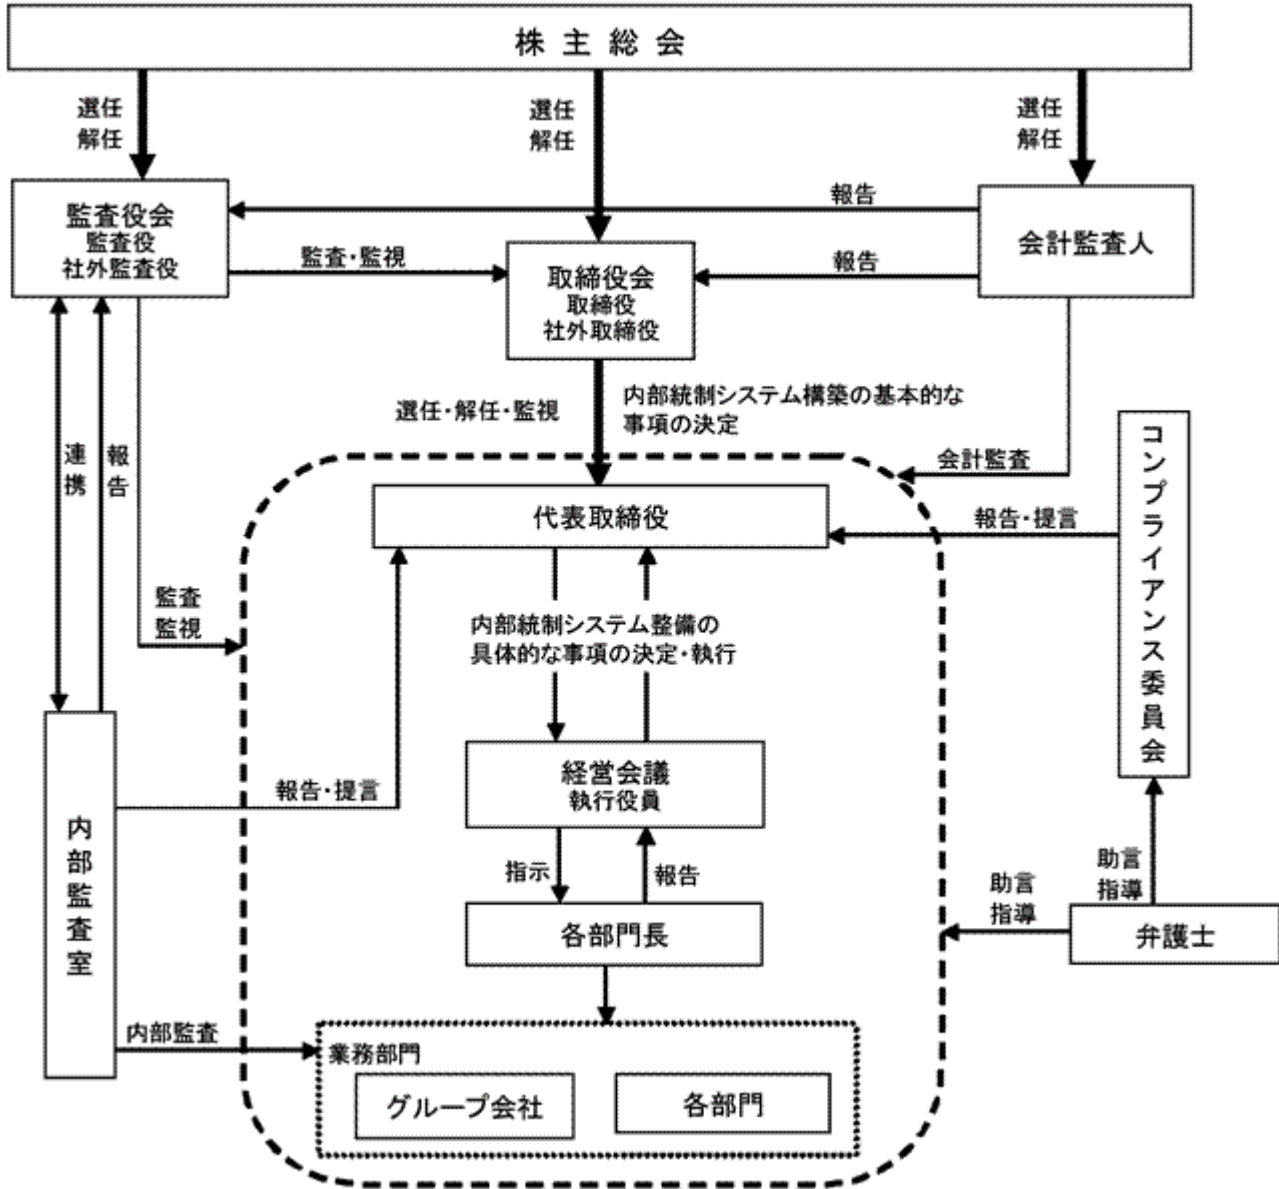 株主総会
選任
解任
選任
解任
選任
解任
監査役会
監査役
社外監査役
報告
会計監査人
監査・監視
取締役会
取締役
社外取締役
報告
選任・解任・監視
内部統制システム構築の基本的な
事項の決定
連携
報告
会計監査
コンプライアンス委員会
代表取締役
報告・提言
監査
監視
内部統制システム整備の
具体的な事項の決定・執行
経営会議
執行役員
報告・提言
内部監査室
指示
報告
助言
指導
助言
指導
各部門長
弁護士
内部監査
業務部門
グループ会社
各部門